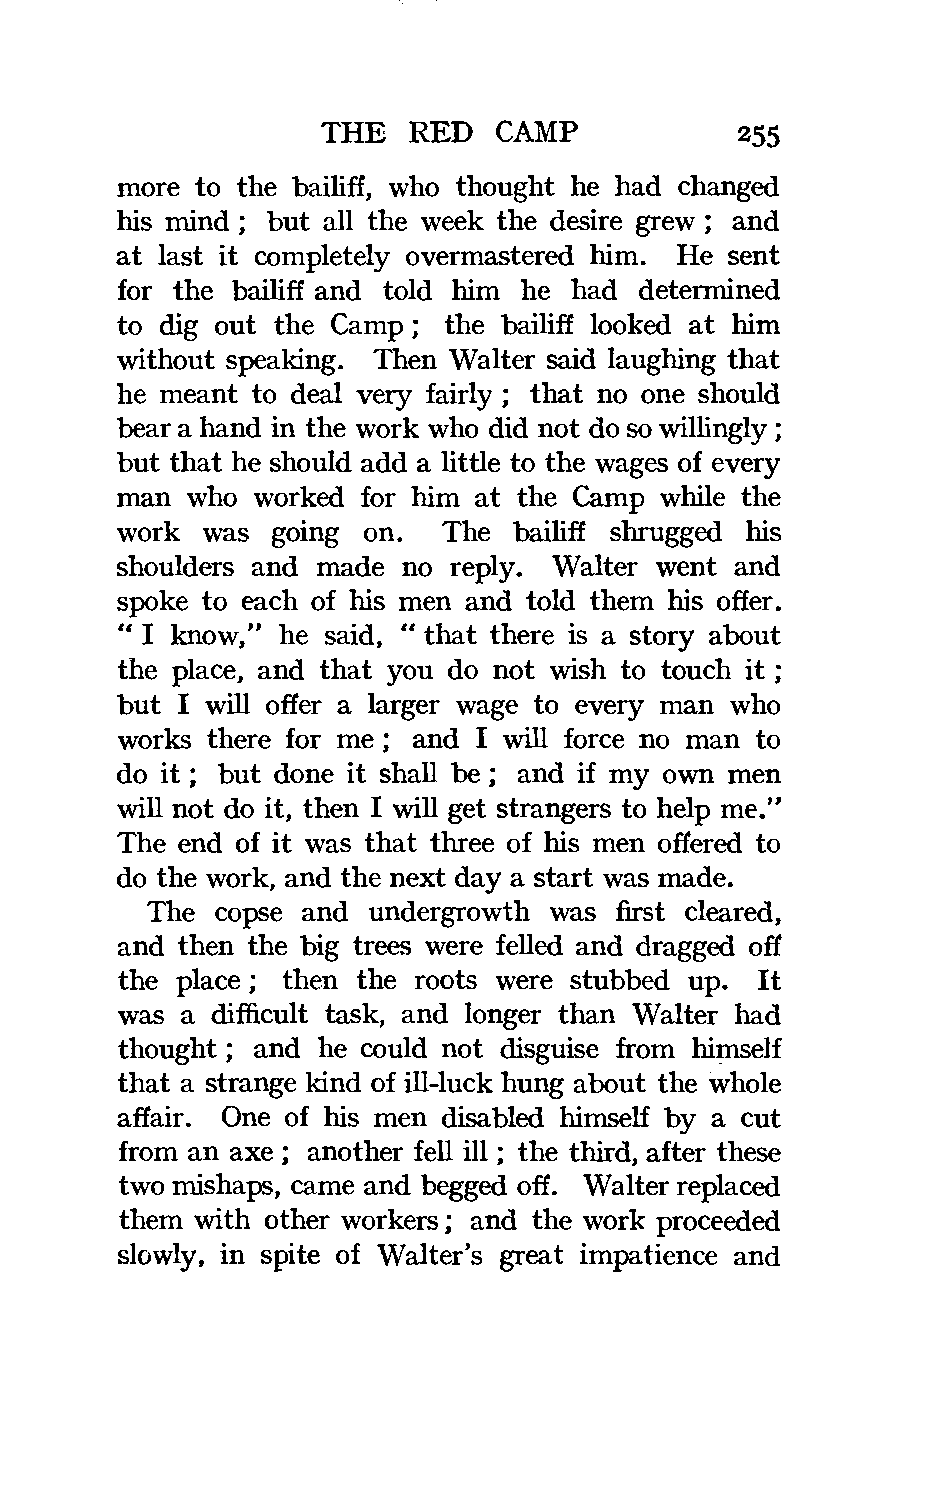 THE RED CAMP 255
more to the bailiff, who thought he had changed
his mind ; but all the week the desire grew ; and
at last it completely overmastered him. He sent
for the bailiff and told him he had determined
to dig out the Camp ; the bailiff looked at him
without speaking. Then Walter said laughing that
he meant to deal very fairly ; that no one should
bear a hand in the work who did not do so willingly ;
but that he should add a little to the wages of every
man who worked for him at the Camp while the
work was going on. The bailiff shrugged his
shoulders and made no reply. Walter went and
spoke to each of his men and told them his offer.
“ I know,” he said, “ that there is a story about
the place, and that you do not wish to touch it ;
but I will offer a larger wage to every man who
works there for me ; and I will force no man to
do it ; but done it shall be ; and if my own men
will not do it, then I will get strangers to help me.”
The end of it was that three of his men offered to
do the work, and the next day a start was made.
The copse and undergrowth was first cleared,
and then the big trees were felled and dragged off
the place ; then the roots were stubbed up. It
was a difficult task, and longer than Walter had
thought ; and he could not disguise from himself
that a strange kind of ill-luck hung about the whole
affair. One of his men disabled himself by a cut
from an axe ; another fell ill ; the third, after these
two mishaps, came and begged off. Walter replaced
them with other workers ; and the work proceeded
slowly, in spite of Walter’s great impatience and